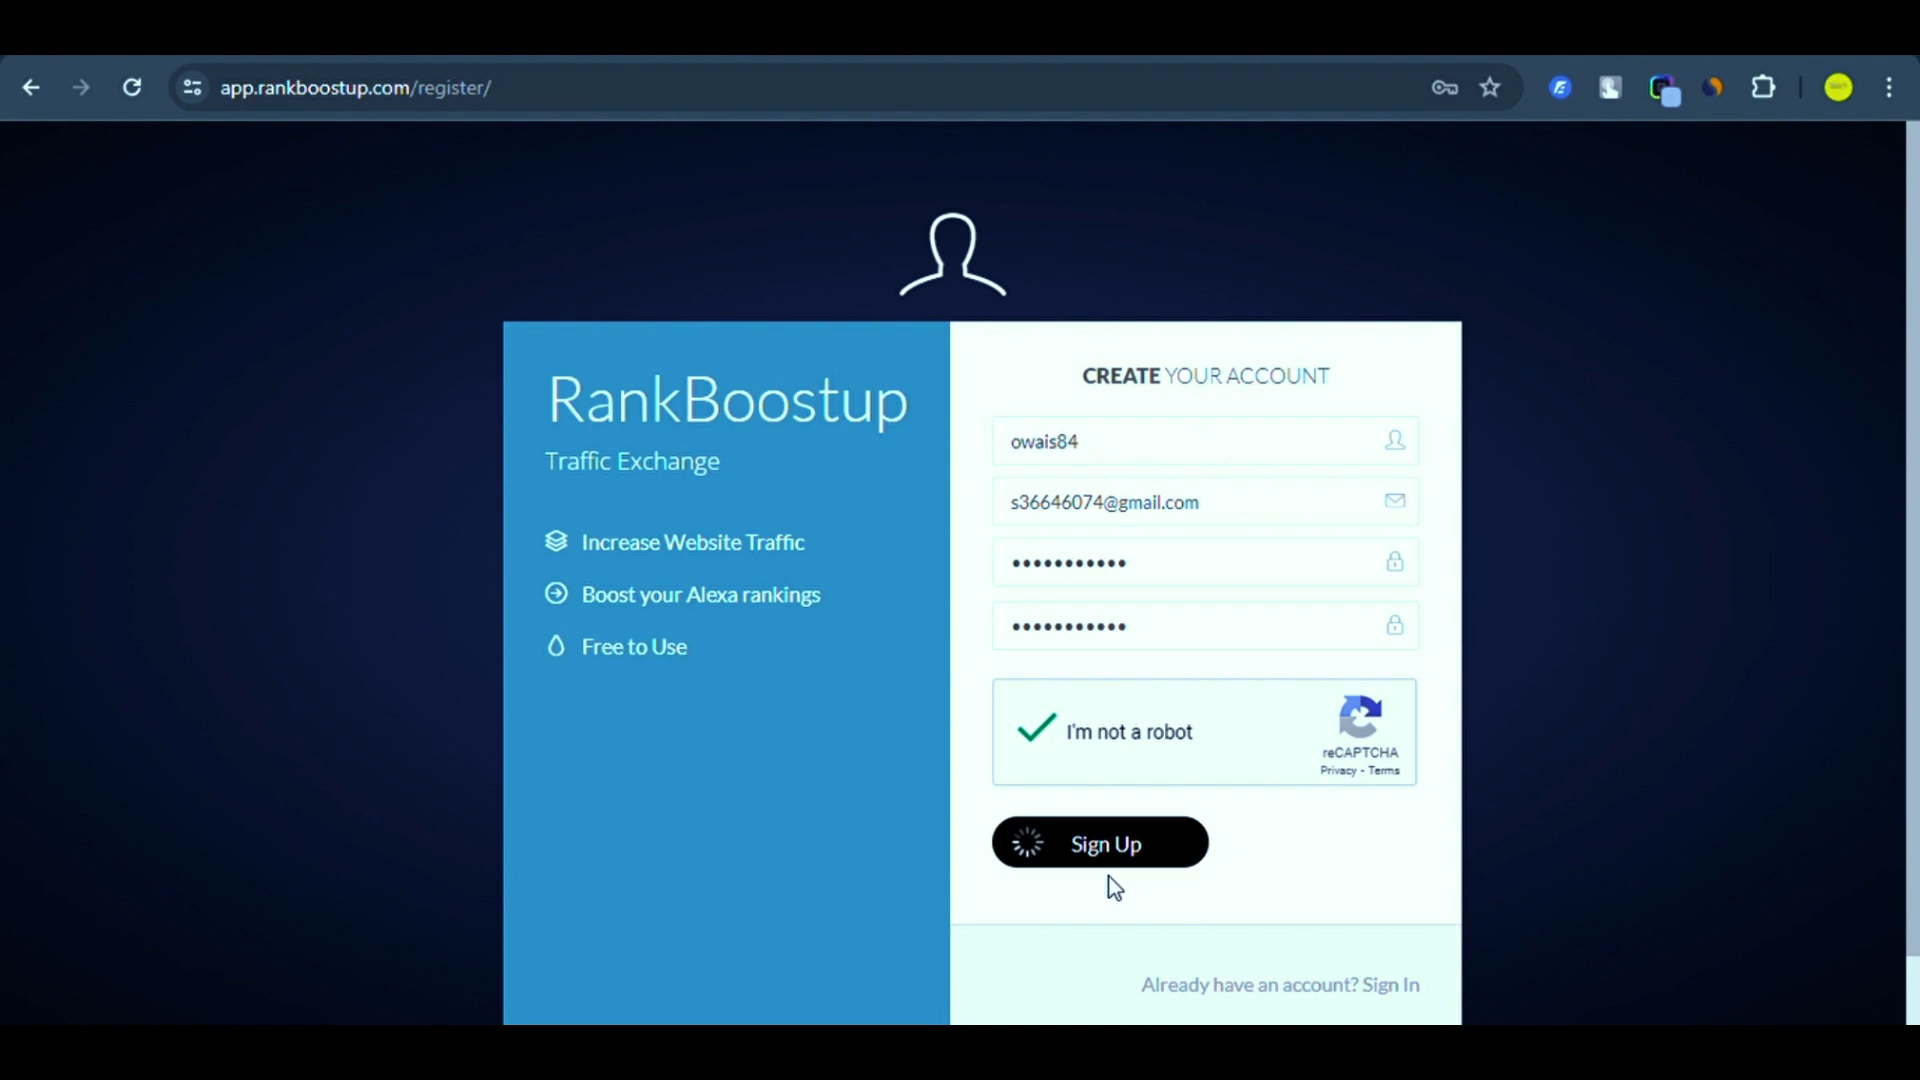 app.rankboostup.com/register/
RankBoostup
Traffic Exchange
Increase Website Traffic
Boost your Alexa rankings
Free to Use
CREATE YOUR ACCOUNT
owais84
s36646074@gmail.com
•••••••••••
•••••••••••
I'm not a robot
reCAPTCHA
Privacy - Terms
Sign Up
Already have an account? Sign In